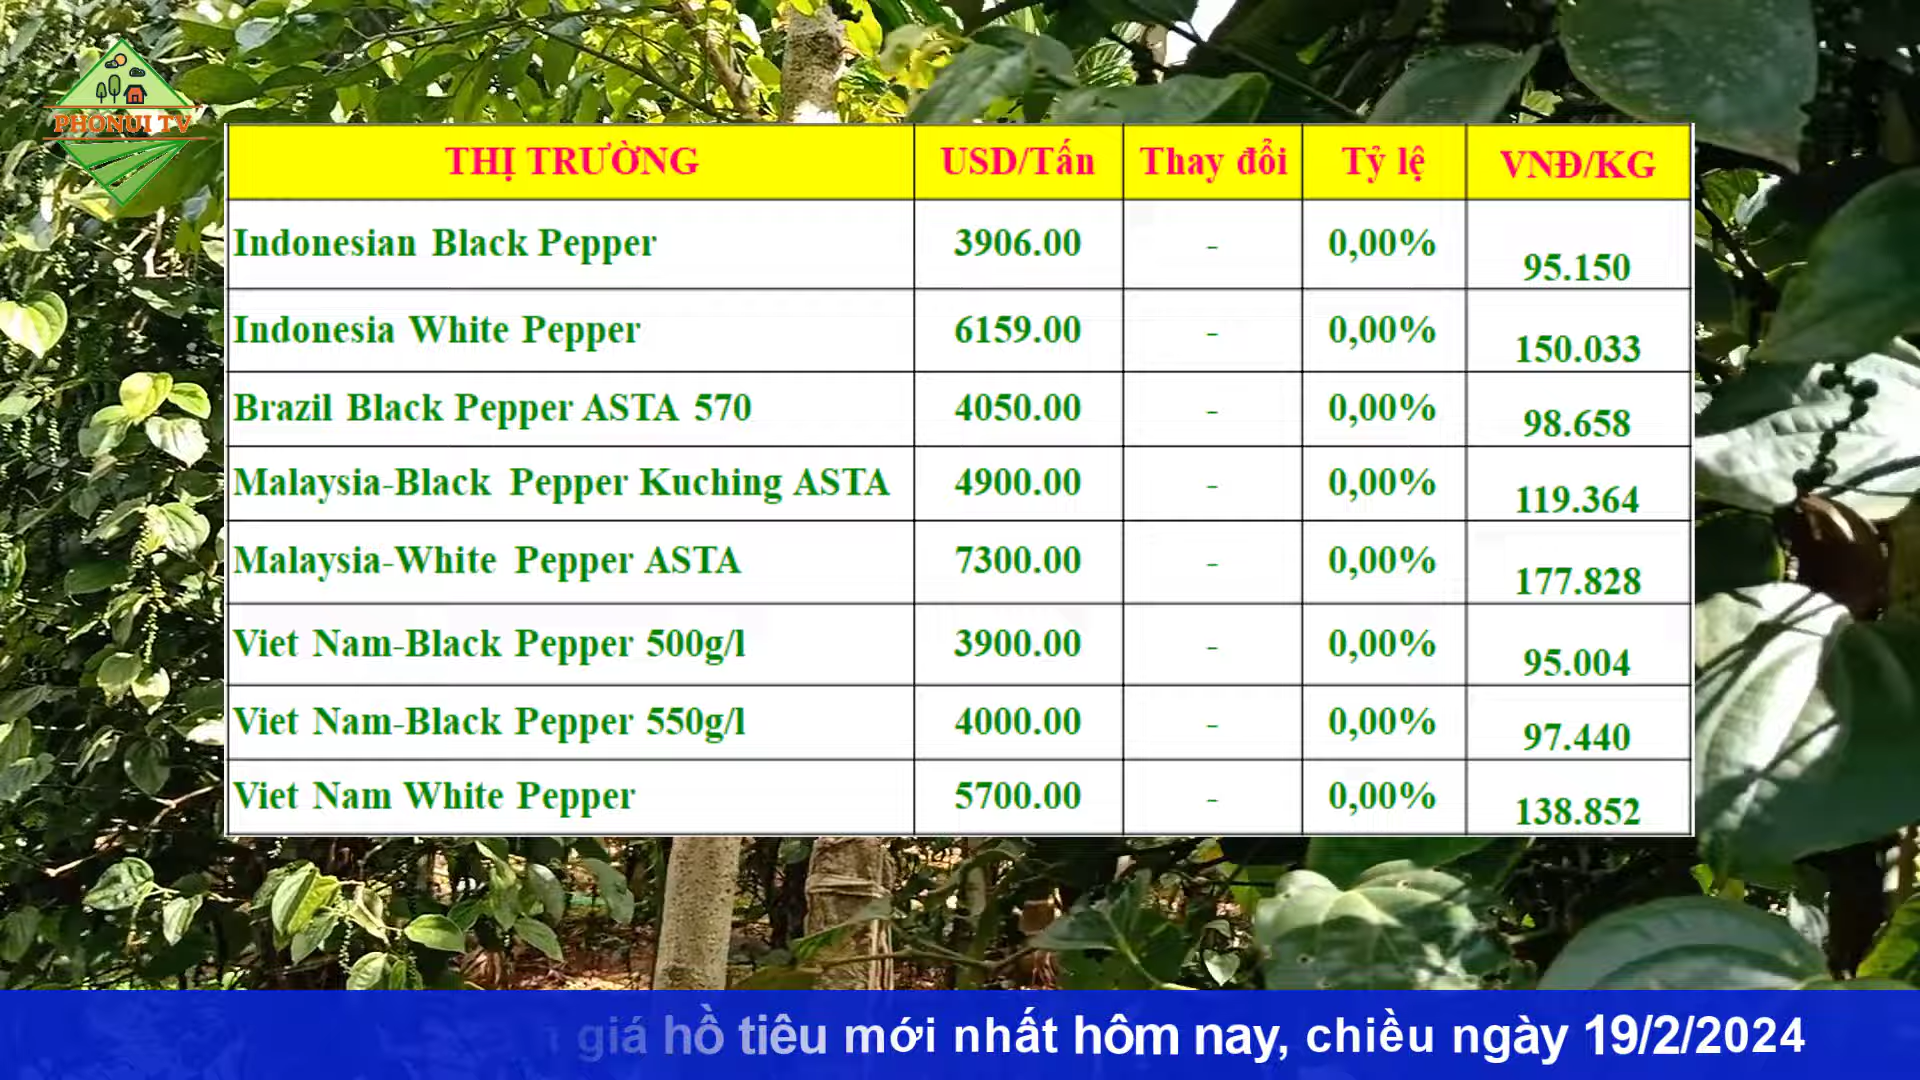 PHONUI TV
THỊ TRƯỜNG USD/Tấn Thay đổi Tỷ lệ VNĐ/KG
Indonesian Black Pepper 3906.00 - 0,00% 95.150
Indonesia White Pepper 6159.00 - 0,00% 150.033
Brazil Black Pepper ASTA 570 4050.00 - 0,00% 98.658
Malaysia-Black Pepper Kuching ASTA 4900.00 - 0,00% 119.364
Malaysia-White Pepper ASTA 7300.00 - 0,00% 177.828
Viet Nam-Black Pepper 500g/l 3900.00 - 0,00% 95.004
Viet Nam-Black Pepper 550g/l 4000.00 - 0,00% 97.440
Viet Nam White Pepper 5700.00 - 0,00% 138.852
giá hồ tiêu mới nhất hôm nay, chiều ngày 19/2/2024